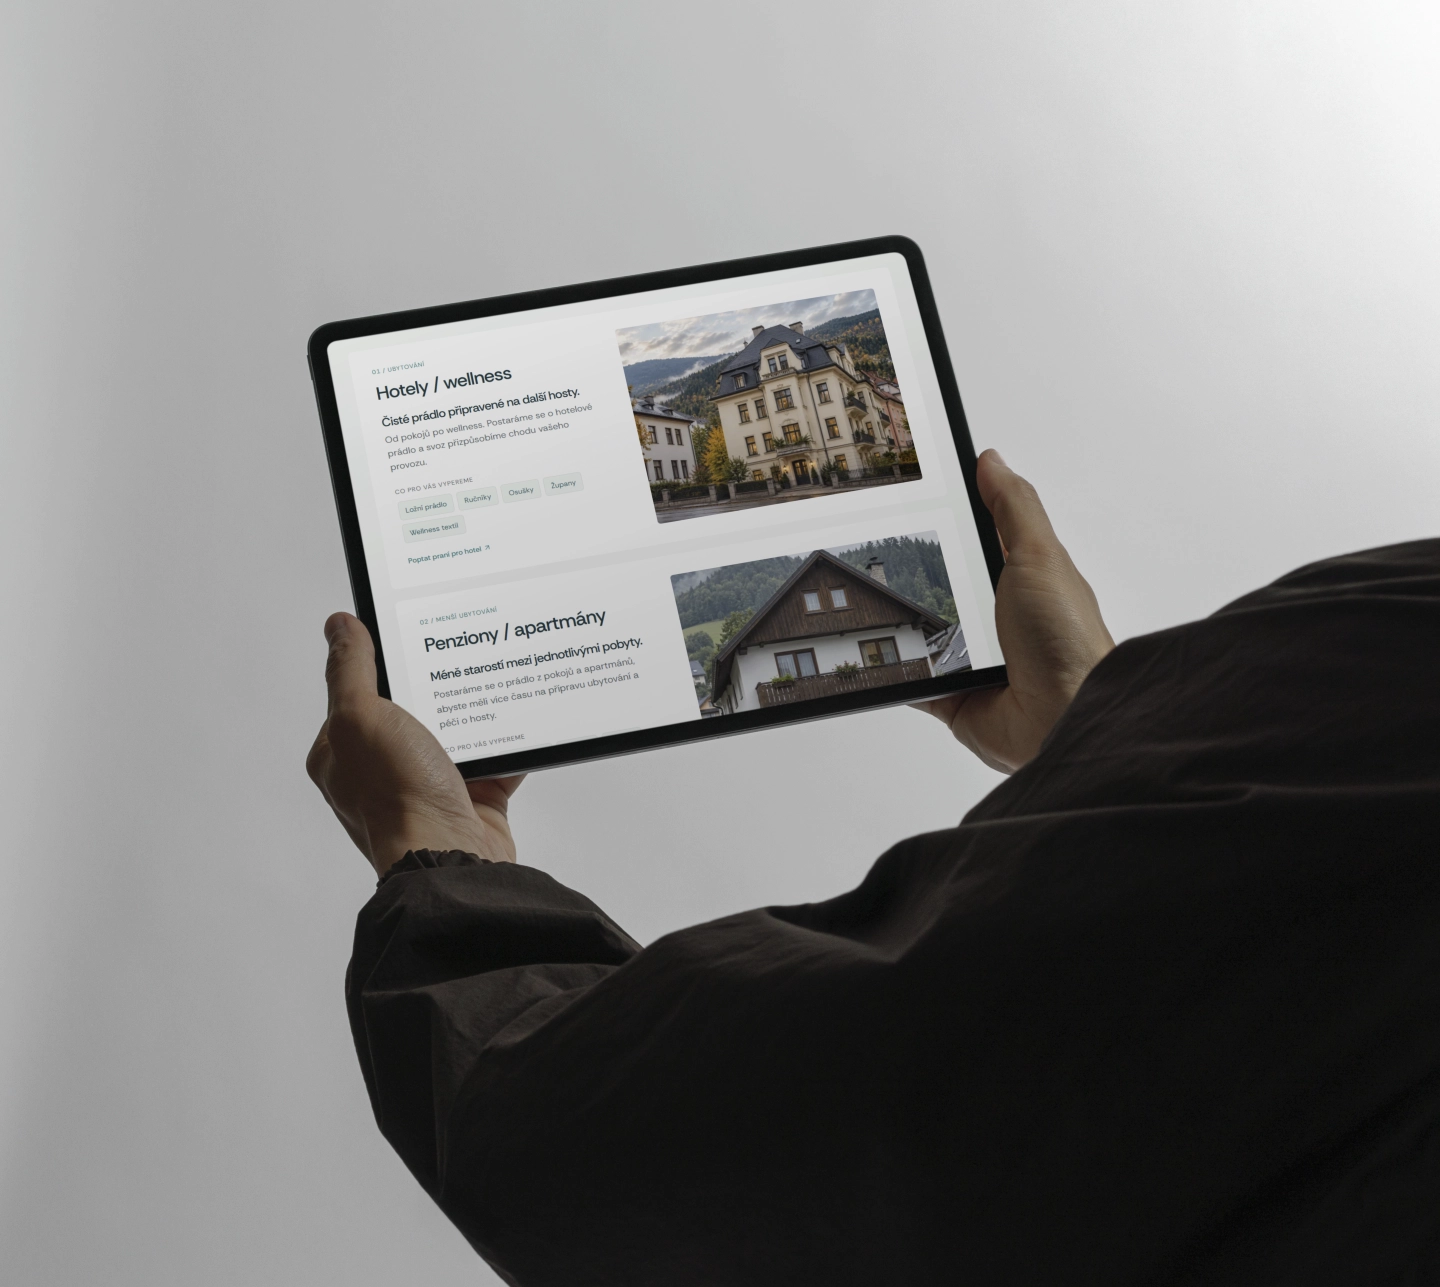 01 / UBYTOVÁNÍ
Hotely / wellness
Čisté prádlo připravené na další hosty.
Od pokojů po wellness. Postaráme se o hotelové
prádlo a svoz přizpůsobíme chodu vašeho
provozu.
CO PRO VÁS VYPEREME
Ložní prádlo
Ručníky
Osušky
Župany
Wellness textil
Poptat praní pro hotel ↗
02 / MENŠÍ UBYTOVÁNÍ
Penziony / apartmány
Méně starostí mezi jednotlivými pobyty.
Postaráme se o prádlo z pokojů a apartmánů,
abyste měli více času na přípravu ubytování a
péči o hosty.
CO PRO VÁS VYPEREME